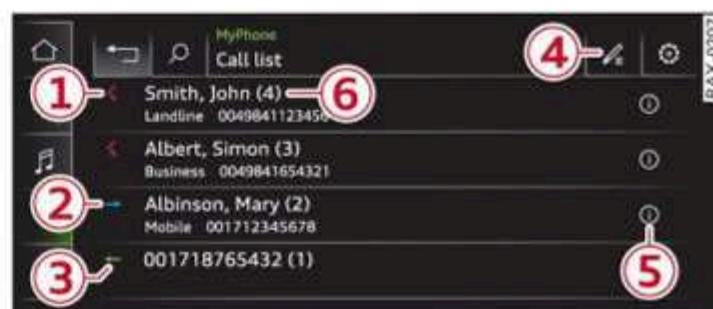 MyPhone
Call list
4
1
Smith, John (4)
6
Landline 0049841123456
Albert, Simon (3)
Business 0049841654321
2
Albinson, Mary (2)
Mobile 001712345678
3
001718765432 (1)
5